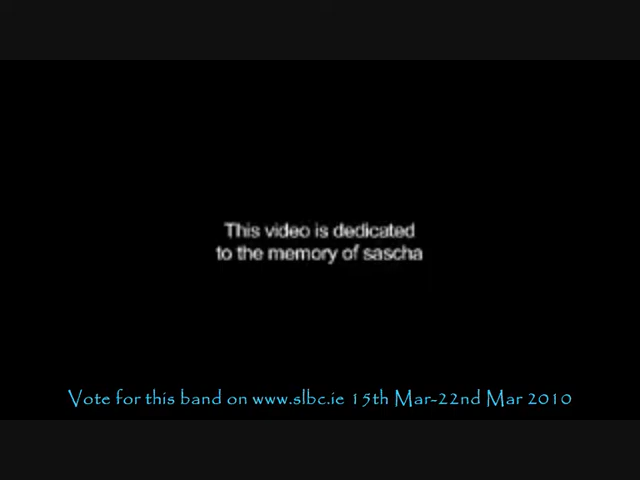 This video is dedicated
to the memory of sascha
Vote for this band on www.slbc.ie 15th Mar-22nd Mar 2010